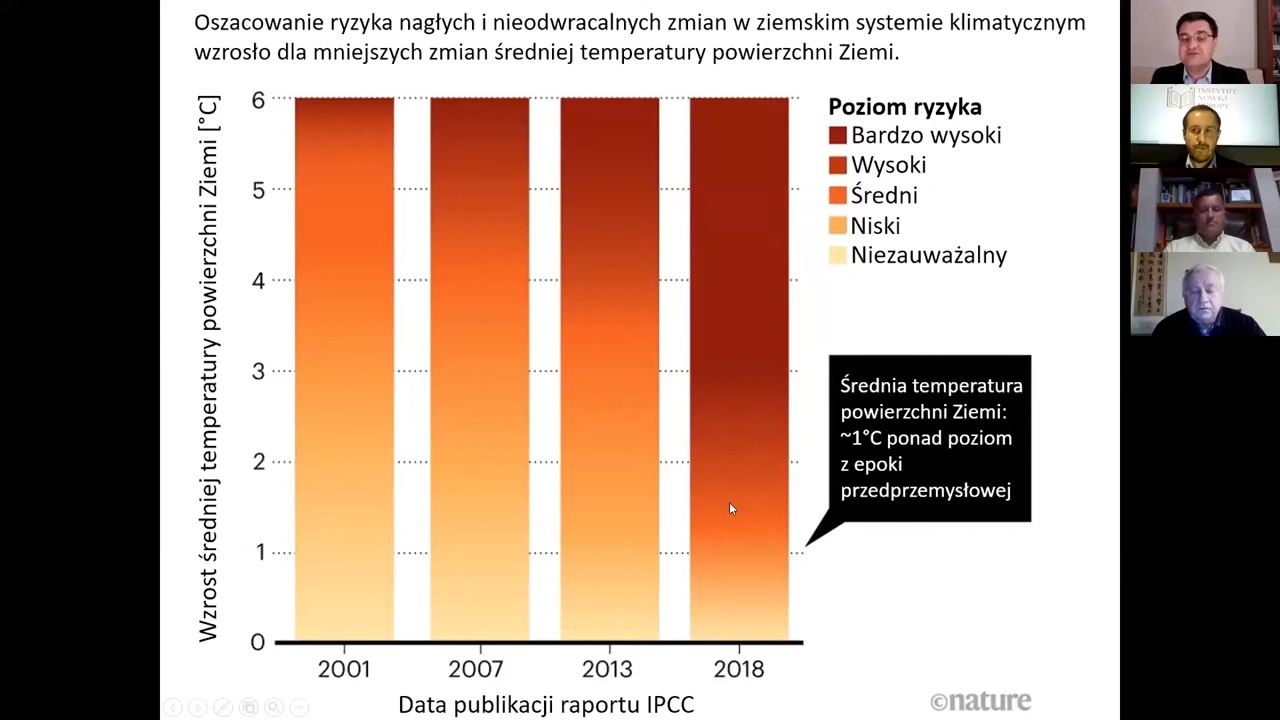 Oszacowanie ryzyka nagłych i nieodwracalnych zmian w ziemskim systemie klimatycznym
wzrosło dla mniejszych zmian średniej temperatury powierzchni Ziemi.
Wzrost średniej temperatury powierzchni Ziemi [°C]
6
5
4
3
2
1
0
2001
2007
2013
2018
Data publikacji raportu IPCC
Poziom ryzyka
Bardzo wysoki
Wysoki
Średni
Niski
Niezauważalny
Średnia temperatura
powierzchni Ziemi:
~1°C ponad poziom
z epoki
przedprzemysłowej
©nature
INSTYTUT
NOWEJ